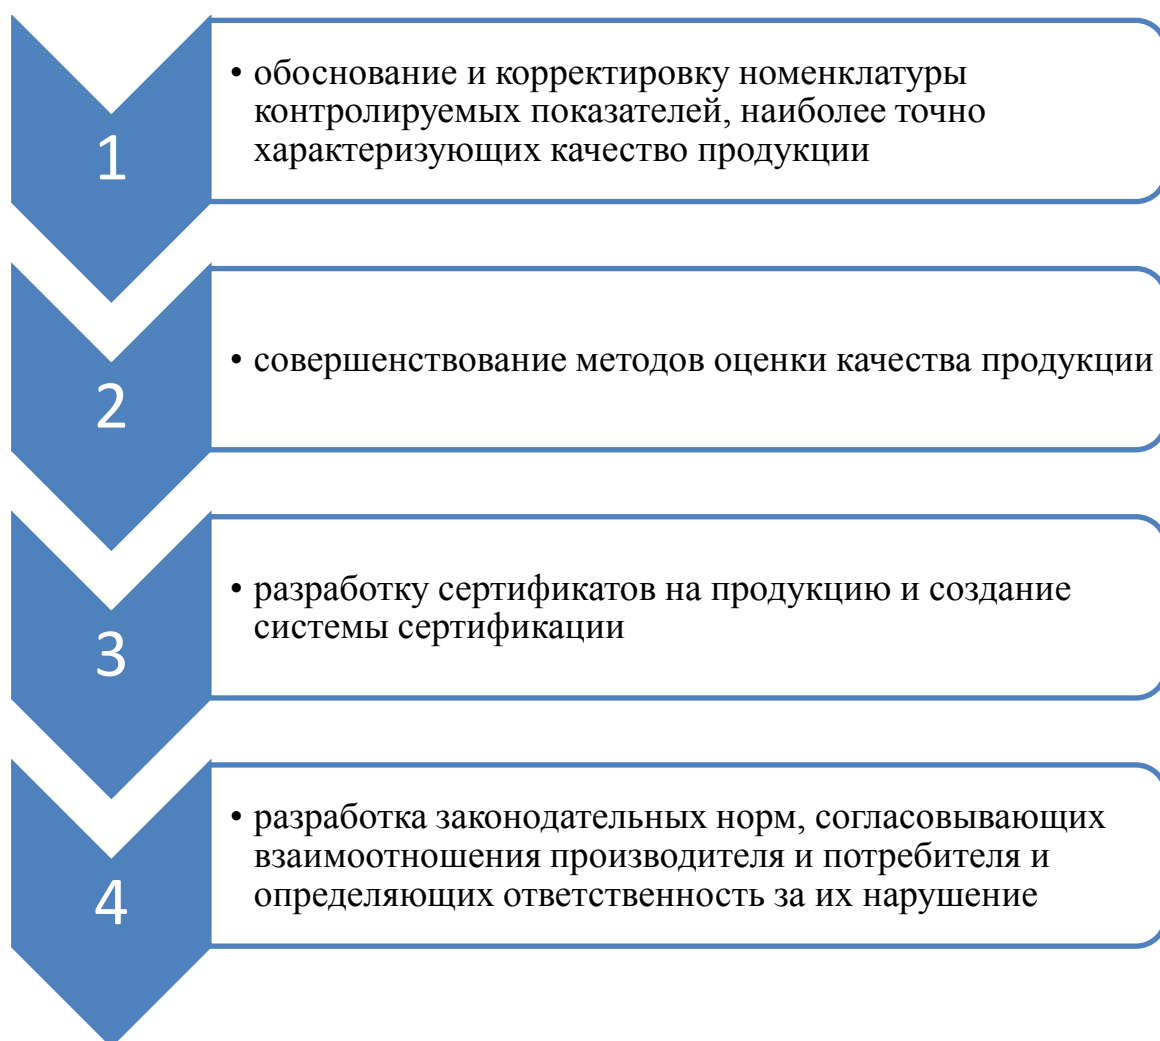 1
• обоснование и корректировку номенклатуры
контролируемых показателей, наиболее точно
характеризующих качество продукции
2
• совершенствование методов оценки качества продукции
3
• разработку сертификатов на продукцию и создание
системы сертификации
4
• разработка законодательных норм, согласовывающих
взаимоотношения производителя и потребителя и
определяющих ответственность за их нарушение